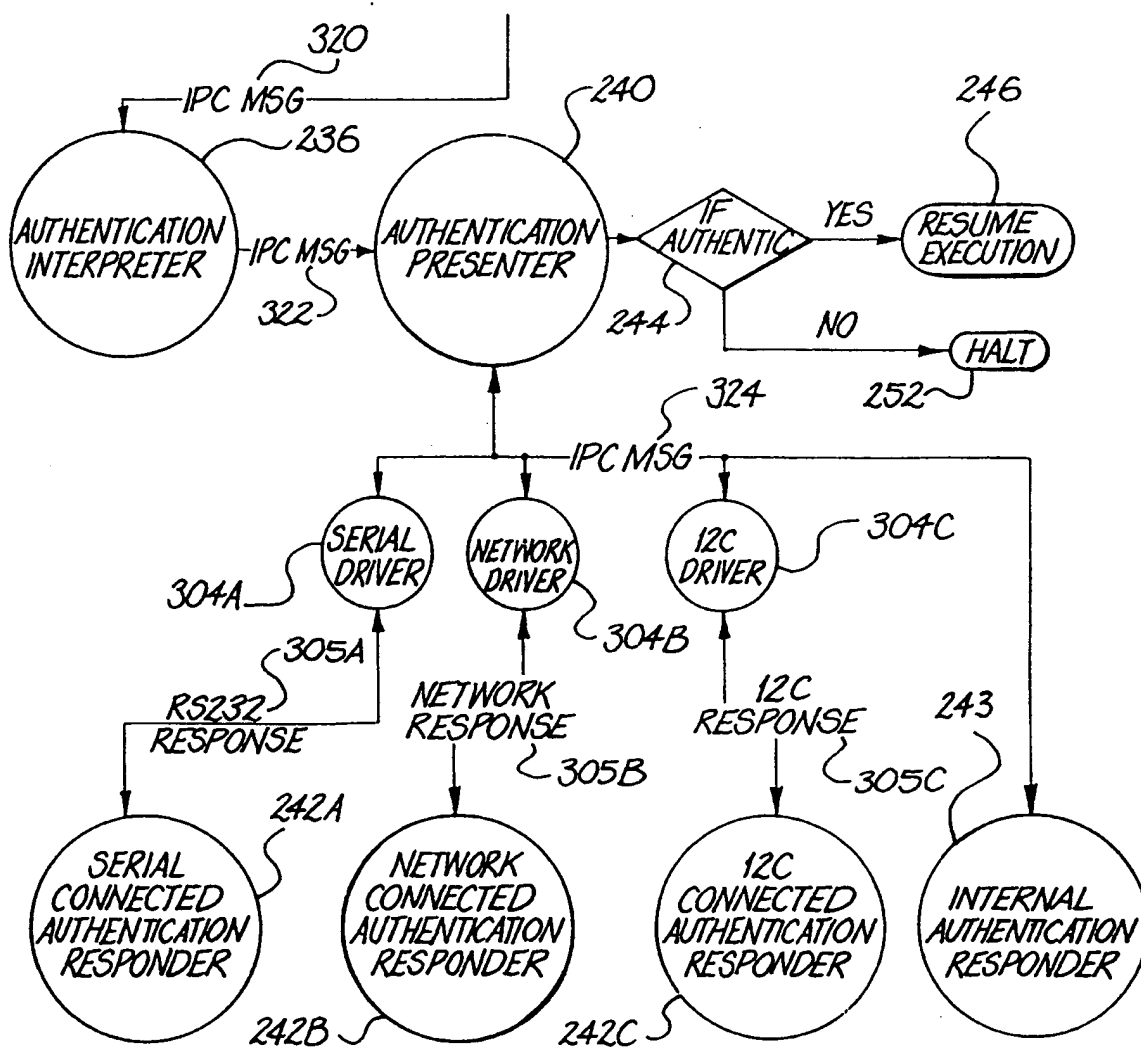 320
IPC MSG
236
240
246
AUTHENTICATION
INTERPRETER
IPC MSG
322
AUTHENTICATION
PRESENTER
IF
AUTHENTIC
244
YES
RESUME
EXECUTION
NO
HALT
252
324
IPC MSG
SERIAL
DRIVER
304A
NETWORK
DRIVER
304B
12C
DRIVER
304C
305A
RS232
RESPONSE
NETWORK
RESPONSE
305B
12C
RESPONSE
305C
243
242A
SERIAL
CONNECTED
AUTHENTICATION
RESPONDER
NETWORK
CONNECTED
AUTHENTICATION
RESPONDER
242B
12C
CONNECTED
AUTHENTICATION
RESPONDER
242C
INTERNAL
AUTHENTICATION
RESPONDER